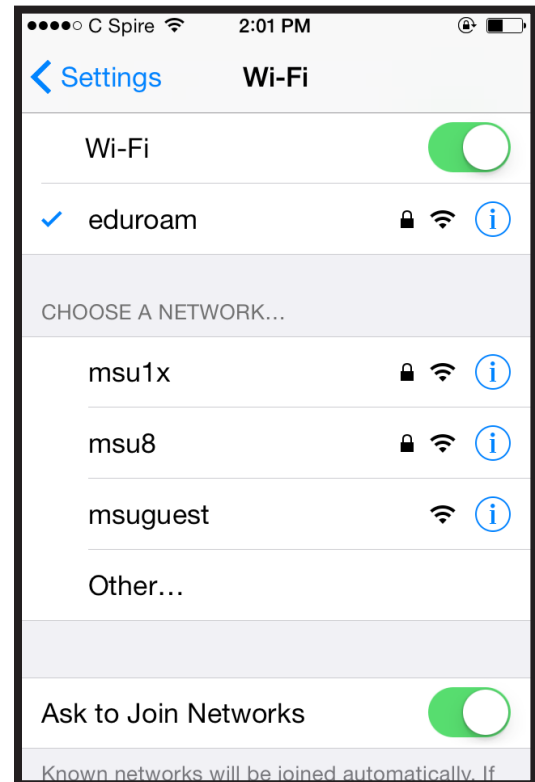 C Spire 2:01 PM
Settings Wi-Fi
Wi-Fi
eduroam
CHOOSE A NETWORK...
msu1x
msu8
msuguest
Other...
Ask to Join Networks
Known networks will be joined automatically. If